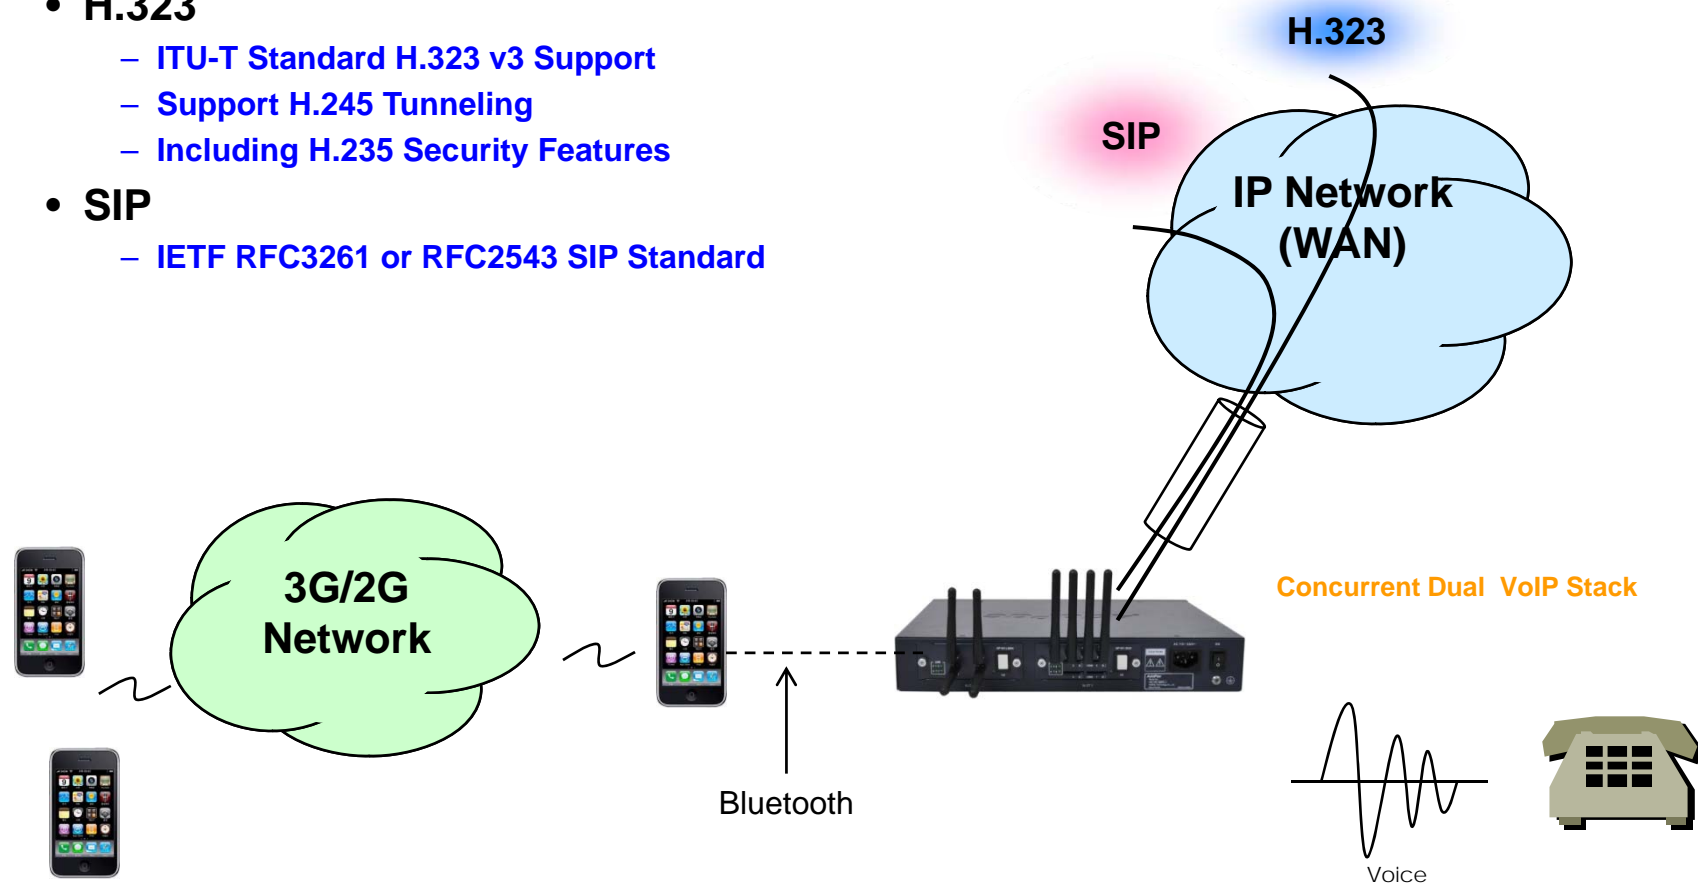 • H.323
– ITU-T Standard H.323 v3 Support
– Support H.245 Tunneling
– Including H.235 Security Features
• SIP
– IETF RFC3261 or RFC2543 SIP Standard
H.323
SIP
IP Network
(WAN)
3G/2G
Network
Concurrent Dual VoIP Stack
Bluetooth
Voice